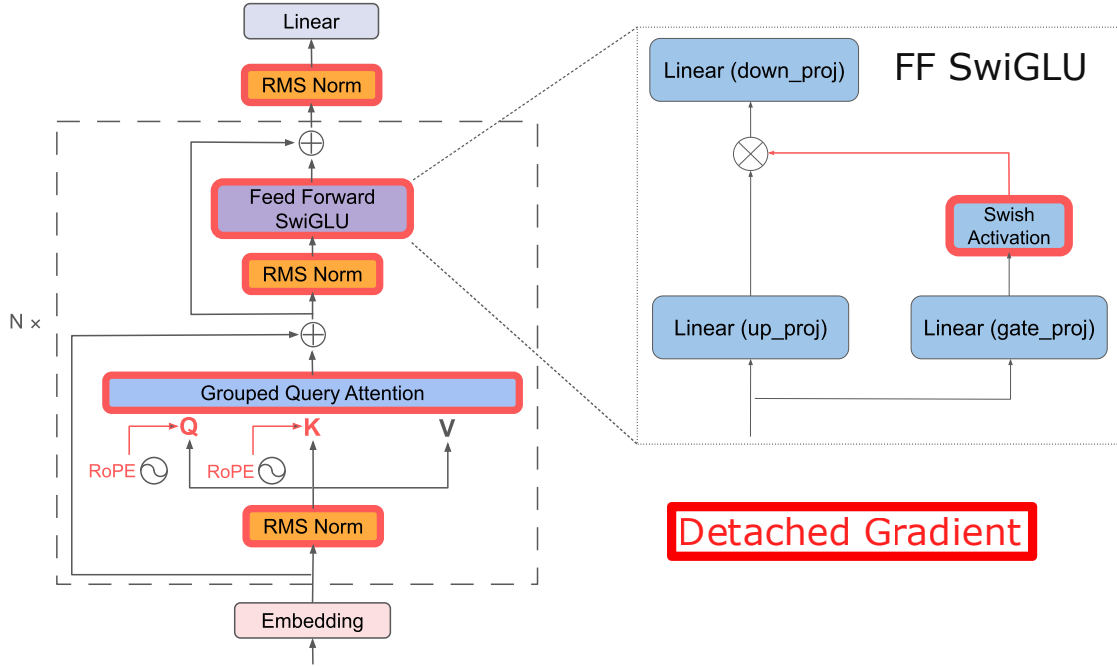 Linear
RMS Norm
Feed Forward
SwiGLU
RMS Norm
N ×
Grouped Query Attention
Q
K
V
RoPE
RoPE
RMS Norm
Embedding
Linear (down_proj)
FF SwiGLU
Swish
Activation
Linear (up_proj)
Linear (gate_proj)
Detached Gradient